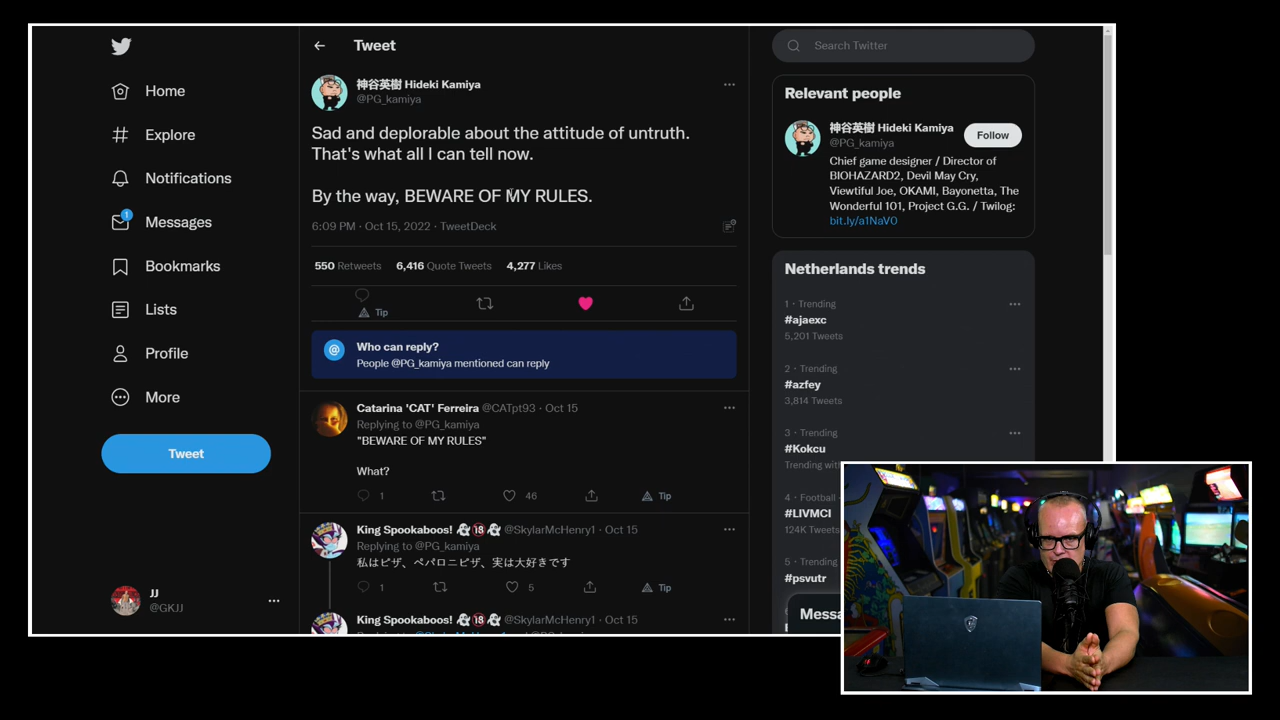 Home
Explore
Notifications
1
Messages
Bookmarks
Lists
Profile
More
Tweet
JJ
@GKJJ
Tweet
神谷英樹 Hideki Kamiya
@PG_kamiya
Sad and deplorable about the attitude of untruth.
That's what all I can tell now.
By the way, BEWARE OF MY RULES.
6:09 PM · Oct 15, 2022 · TweetDeck
550 Retweets 6,416 Quote Tweets 4,277 Likes
Tip
Who can reply?
People @PG_kamiya mentioned can reply
Catarina 'CAT' Ferreira @CATpt93 · Oct 15
Replying to @PG_kamiya
"BEWARE OF MY RULES"
What?
1 46 Tip
King Spookaboos! 👻🔞👻 @SkylarMcHenry1 · Oct 15
Replying to @PG_kamiya
私はピザ、ペパロニピザ、実は大好きです
1 5 Tip
King Spookaboos! 👻🔞👻 @SkylarMcHenry1 · Oct 15
Search Twitter
Relevant people
神谷英樹 Hideki Kamiya
@PG_kamiya
Follow
Chief game designer / Director of
BIOHAZARD2, Devil May Cry,
Viewtiful Joe, OKAMI, Bayonetta, The
Wonderful 101, Project G.G. / Twilog:
bit.ly/a1NaVO
Netherlands trends
1 · Trending
#ajaexc
5,201 Tweets
2 · Trending
#azfey
3,814 Tweets
3 · Trending
#Kokcu
Trending with
4 · Football
#LIVMCI
124K Tweets
5 · Trending
#psvutr
Messa